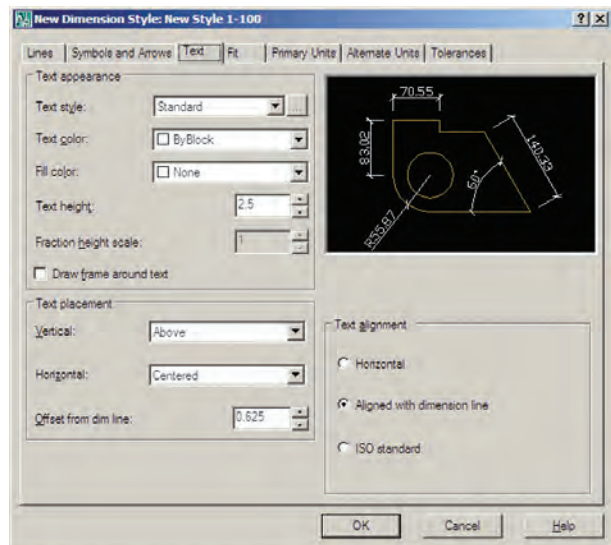 New Dimension Style: New Style 1-100
Lines Symbols and Arrows Text Fit Primary Units Alternate Units Tolerances
Text appearance
Text style: Standard ...
Text color: ByBlock
Fill color: None
Text height: 2.5
Fraction height scale: 1
Draw frame around text
Text placement
Vertical: Above
Horizontal: Centered
Offset from dim line: 0.625
70.55
83.02
140.33
60°
R55.87
Text alignment
Horizontal
Aligned with dimension line
ISO standard
OK Cancel Help